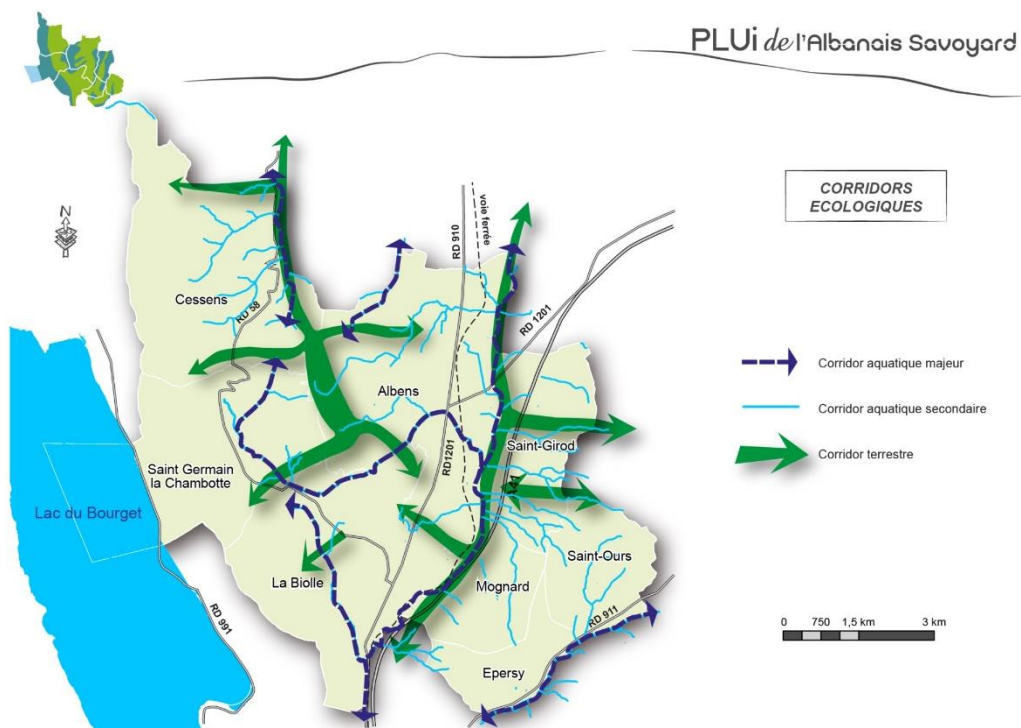 PLUi de l'Albanais Savoyard
CORRIDORS
ECOLOGIQUES
N
voie ferrée
RD 910
RD 1201
Cessens
RD 58
Corridor aquatique majeur
Albens
Corridor aquatique secondaire
Saint-Girod
Corridor terrestre
RD1201
Saint Germain
la Chambotte
A41
Lac du Bourget
Saint-Ours
La Biolle
Mognard
RD 911
RD 991
0 750 1,5 km 3 km
Epersy